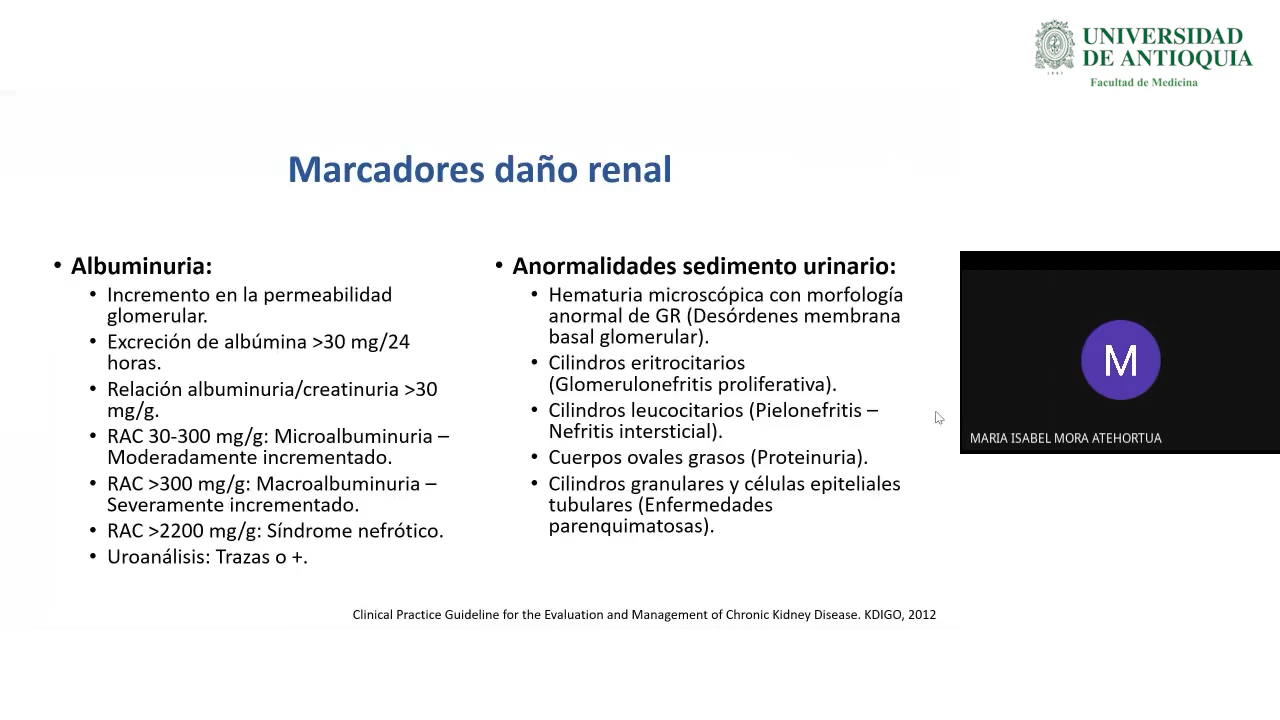 UNIVERSIDAD
DE ANTIOQUIA
1803
Facultad de Medicina
Marcadores daño renal
• Albuminuria:
• Incremento en la permeabilidad
glomerular.
• Excreción de albúmina >30 mg/24
horas.
• Relación albuminuria/creatinuria >30
mg/g.
• RAC 30-300 mg/g: Microalbuminuria –
Moderadamente incrementado.
• RAC >300 mg/g: Macroalbuminuria –
Severamente incrementado.
• RAC >2200 mg/g: Síndrome nefrótico.
• Uroanálisis: Trazas o +.
• Anormalidades sedimento urinario:
• Hematuria microscópica con morfología
anormal de GR (Desórdenes membrana
basal glomerular).
• Cilindros eritrocitarios
(Glomerulonefritis proliferativa).
• Cilindros leucocitarios (Pielonefritis –
Nefritis intersticial).
• Cuerpos ovales grasos (Proteinuria).
• Cilindros granulares y células epiteliales
tubulares (Enfermedades
parenquimatosas).
Clinical Practice Guideline for the Evaluation and Management of Chronic Kidney Disease. KDIGO, 2012
M
MARIA ISABEL MORA ATEHORTUA